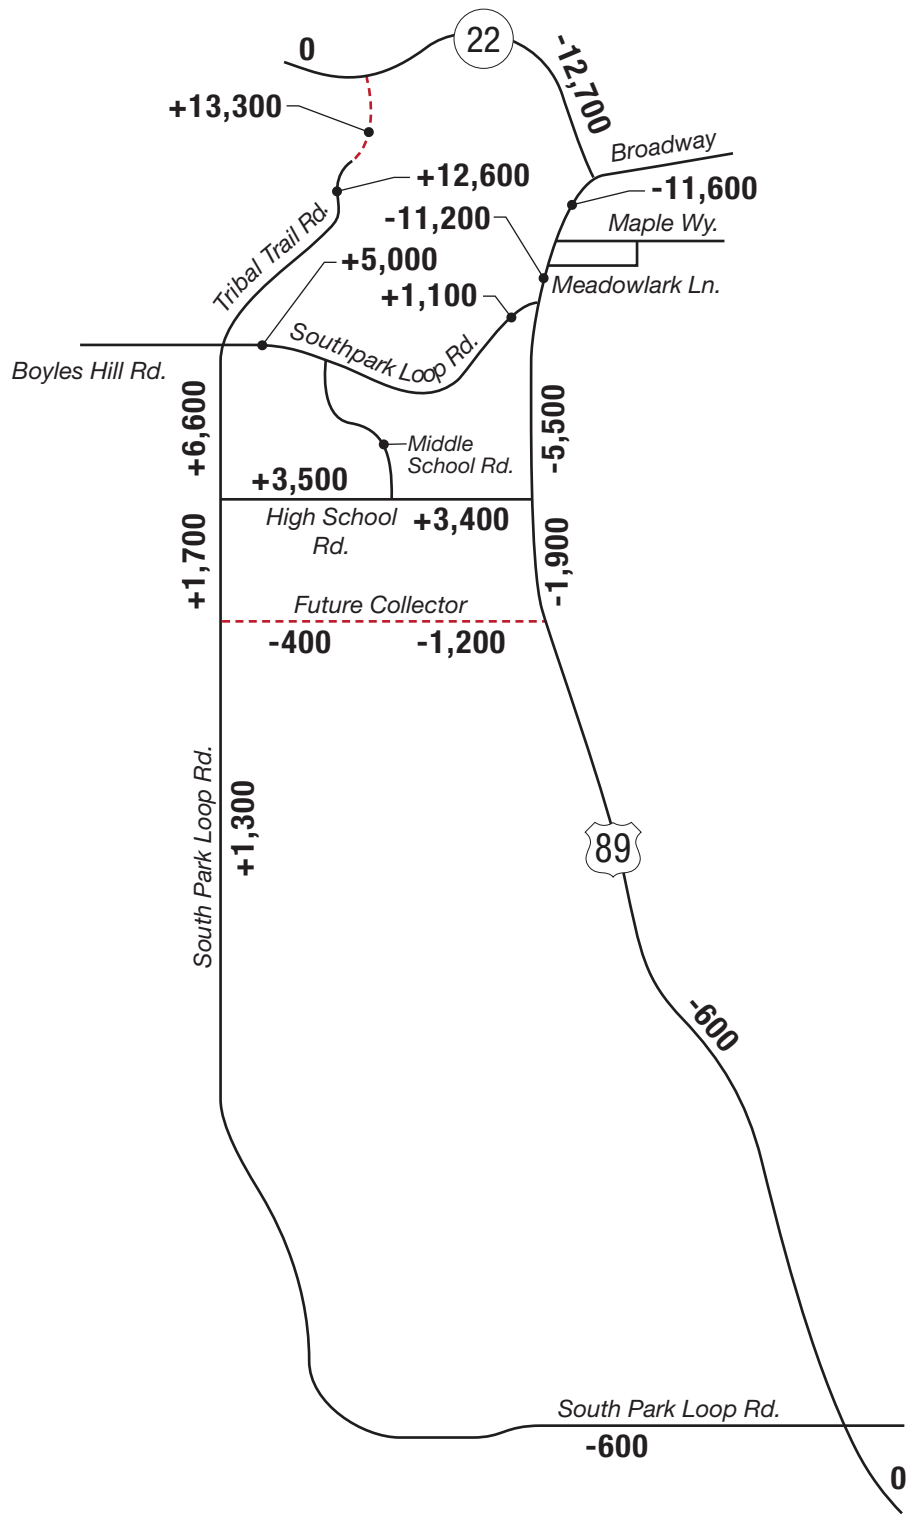 0
22
-12,700
+13,300
Broadway
+12,600
-11,600
-11,200
Maple Wy.
Tribal Trail Rd.
+5,000
+1,100
Meadowlark Ln.
Southpark Loop Rd.
Boyles Hill Rd.
+6,600
-5,500
Middle
School Rd.
+3,500
High School
Rd.
+3,400
+1,700
-1,900
Future Collector
-400
-1,200
South Park Loop Rd.
+1,300
89
-600
South Park Loop Rd.
-600
0